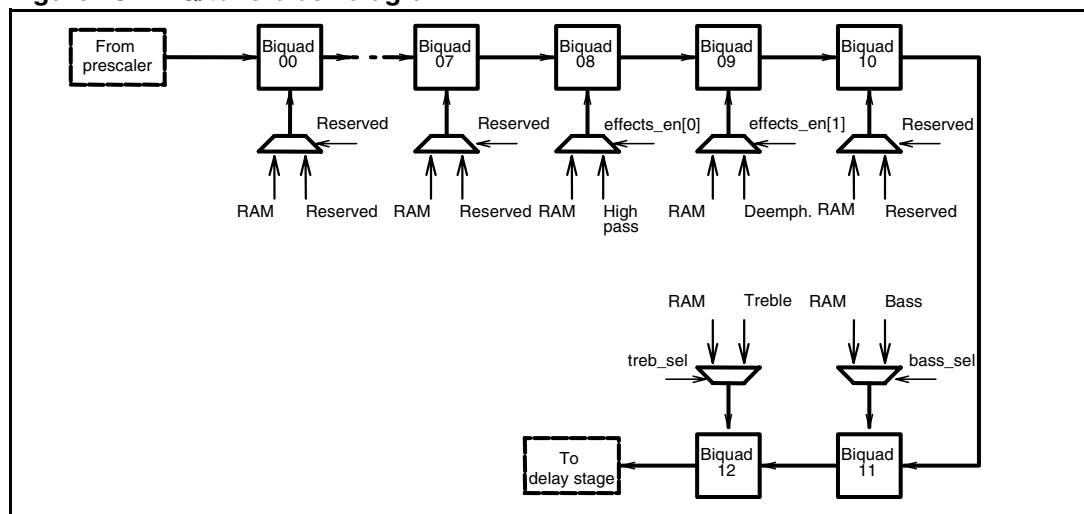 From
prescaler
Biquad
00
Biquad
07
Biquad
08
Biquad
09
Biquad
10
Reserved
Reserved
effects_en[0]
effects_en[1]
Reserved
RAM
Reserved
RAM
Reserved
RAM
High
pass
RAM
Deemph.
RAM
Reserved
RAM
Treble
RAM
Bass
treb_sel
bass_sel
To
delay stage
Biquad
12
Biquad
11